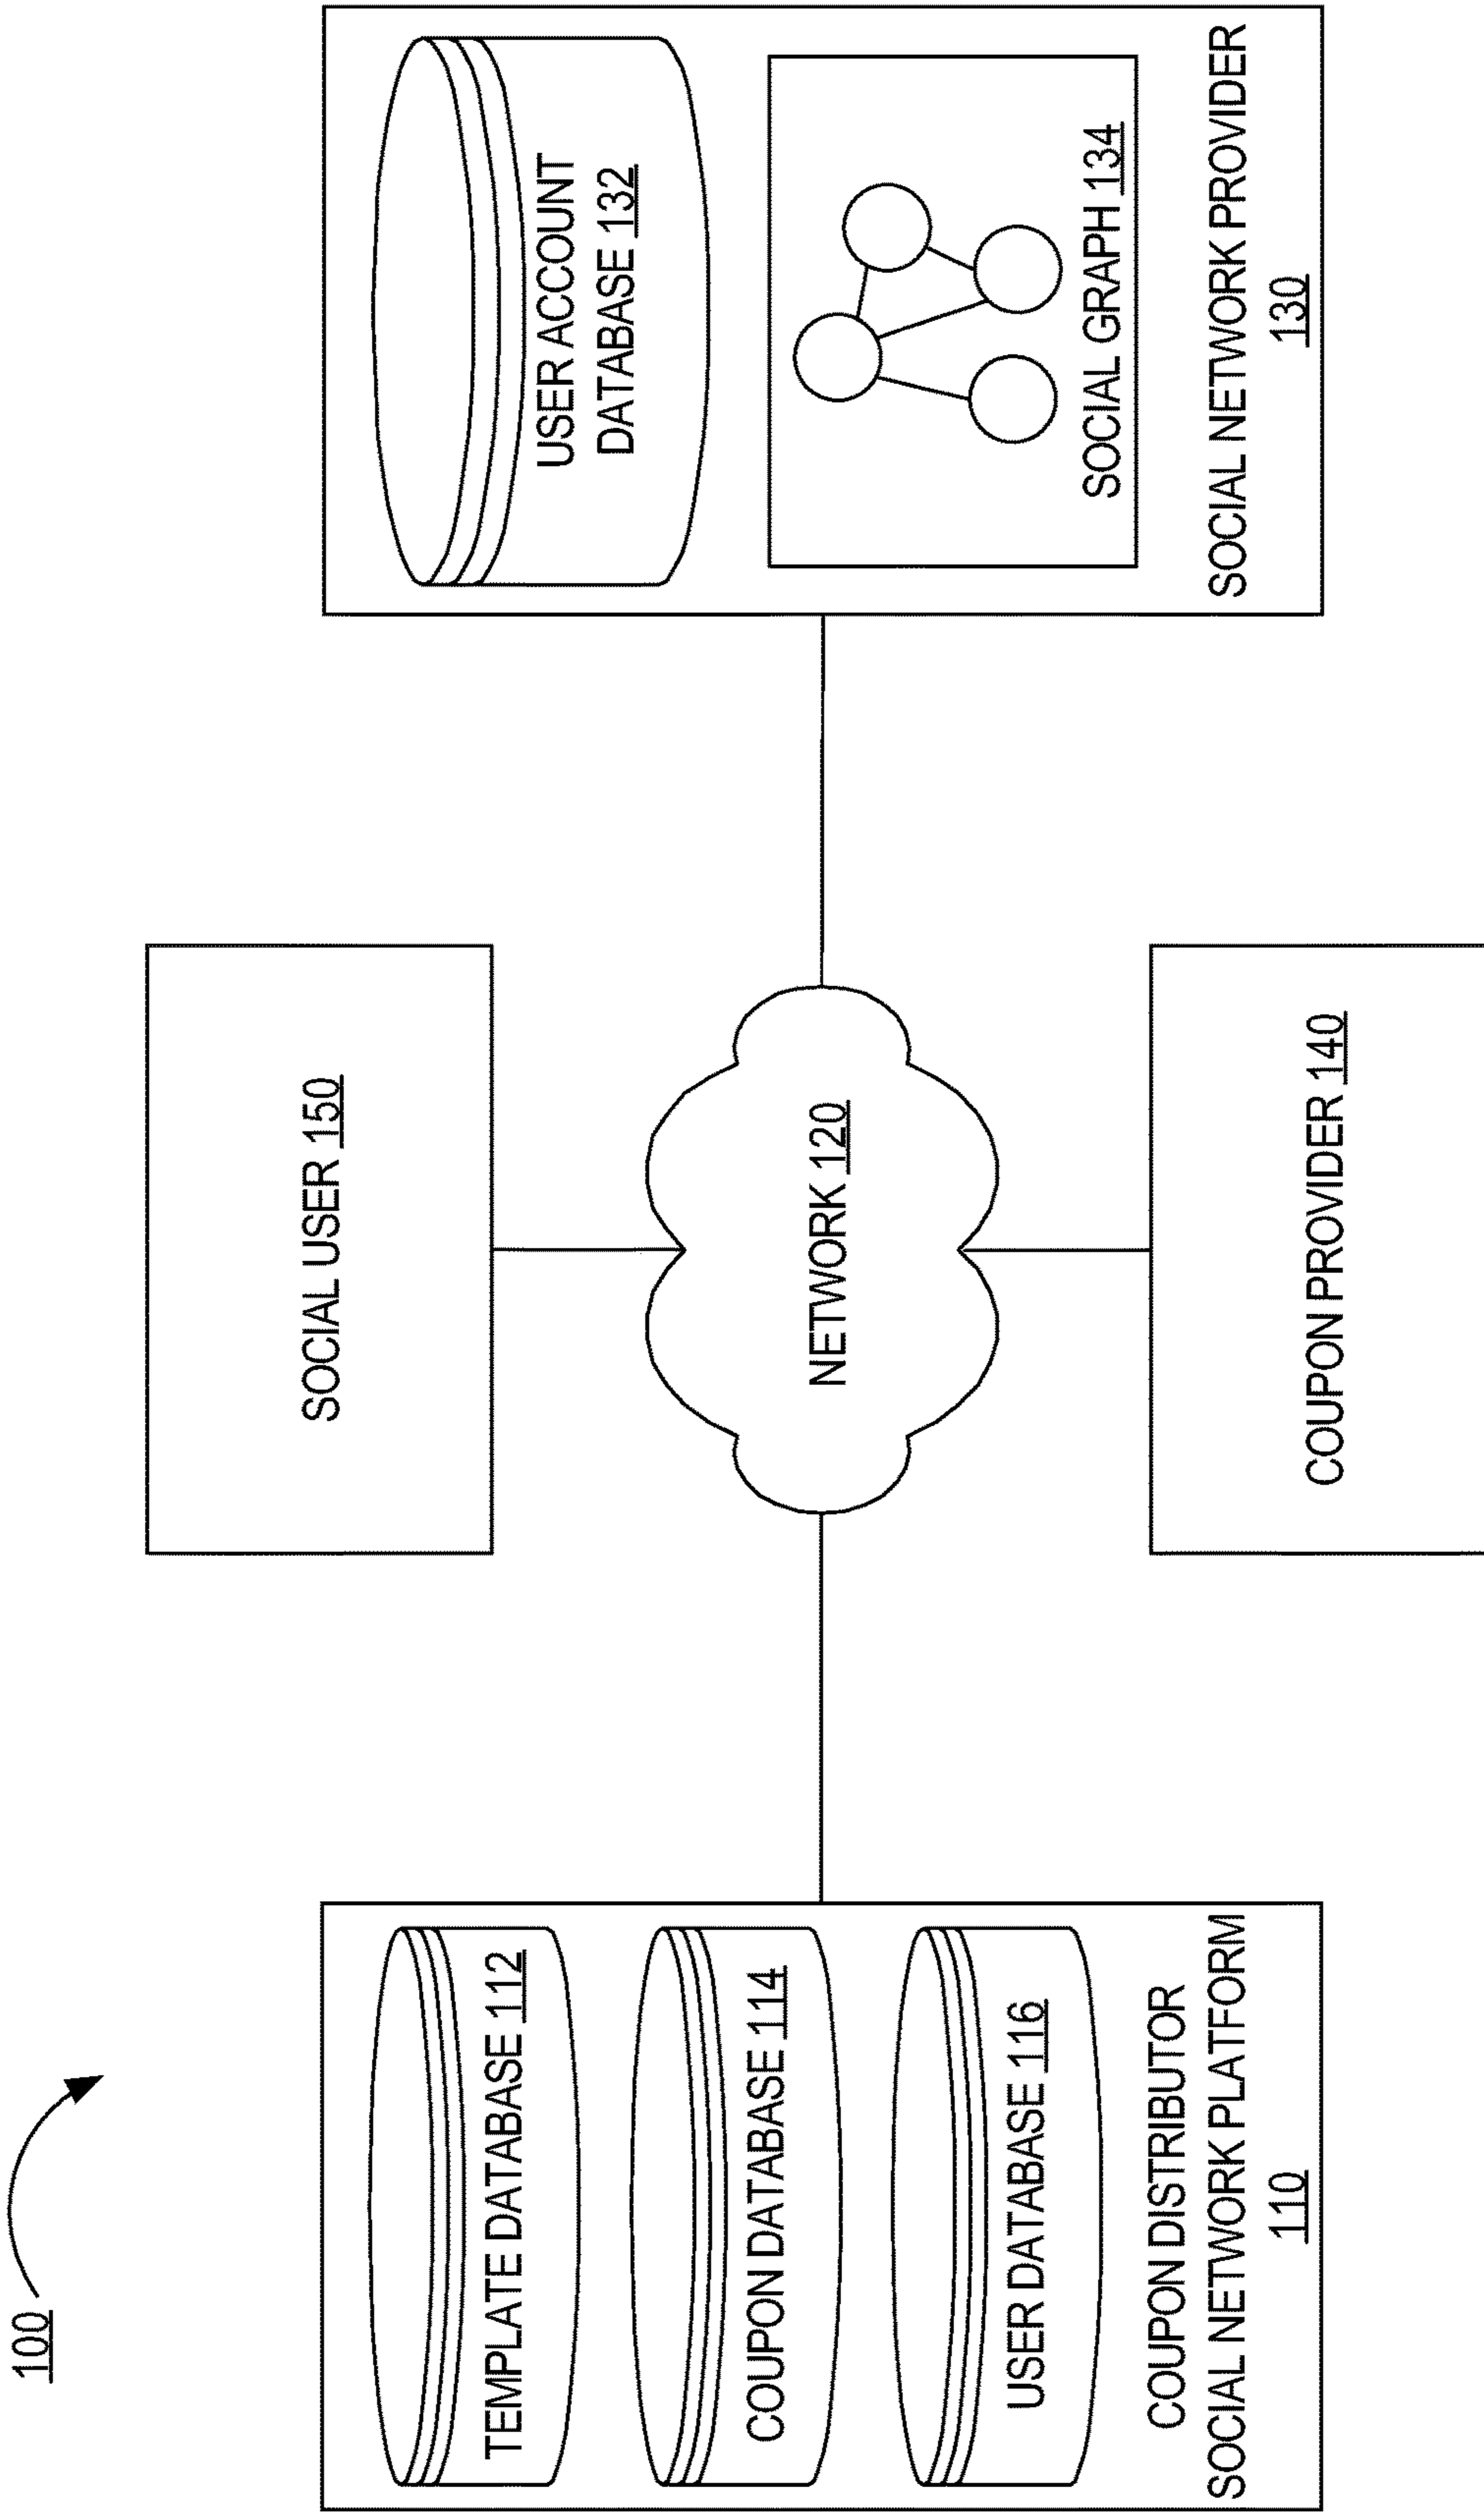 100
TEMPLATE DATABASE 112
COUPON DATABASE 114
USER DATABASE 116
COUPON DISTRIBUTOR
SOCIAL NETWORK PLATFORM
110
SOCIAL USER 150
NETWORK 120
COUPON PROVIDER 140
USER ACCOUNT
DATABASE 132
SOCIAL GRAPH 134
SOCIAL NETWORK PROVIDER
130